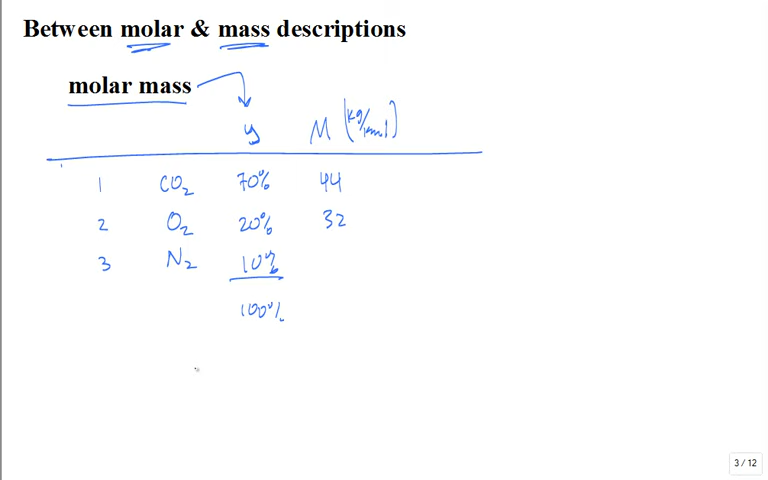 Between molar & mass descriptions
molar mass
y M (kg/kmol)
1 CO2 70% 44
2 O2 20% 32
3 N2 10%
100%
3 / 12